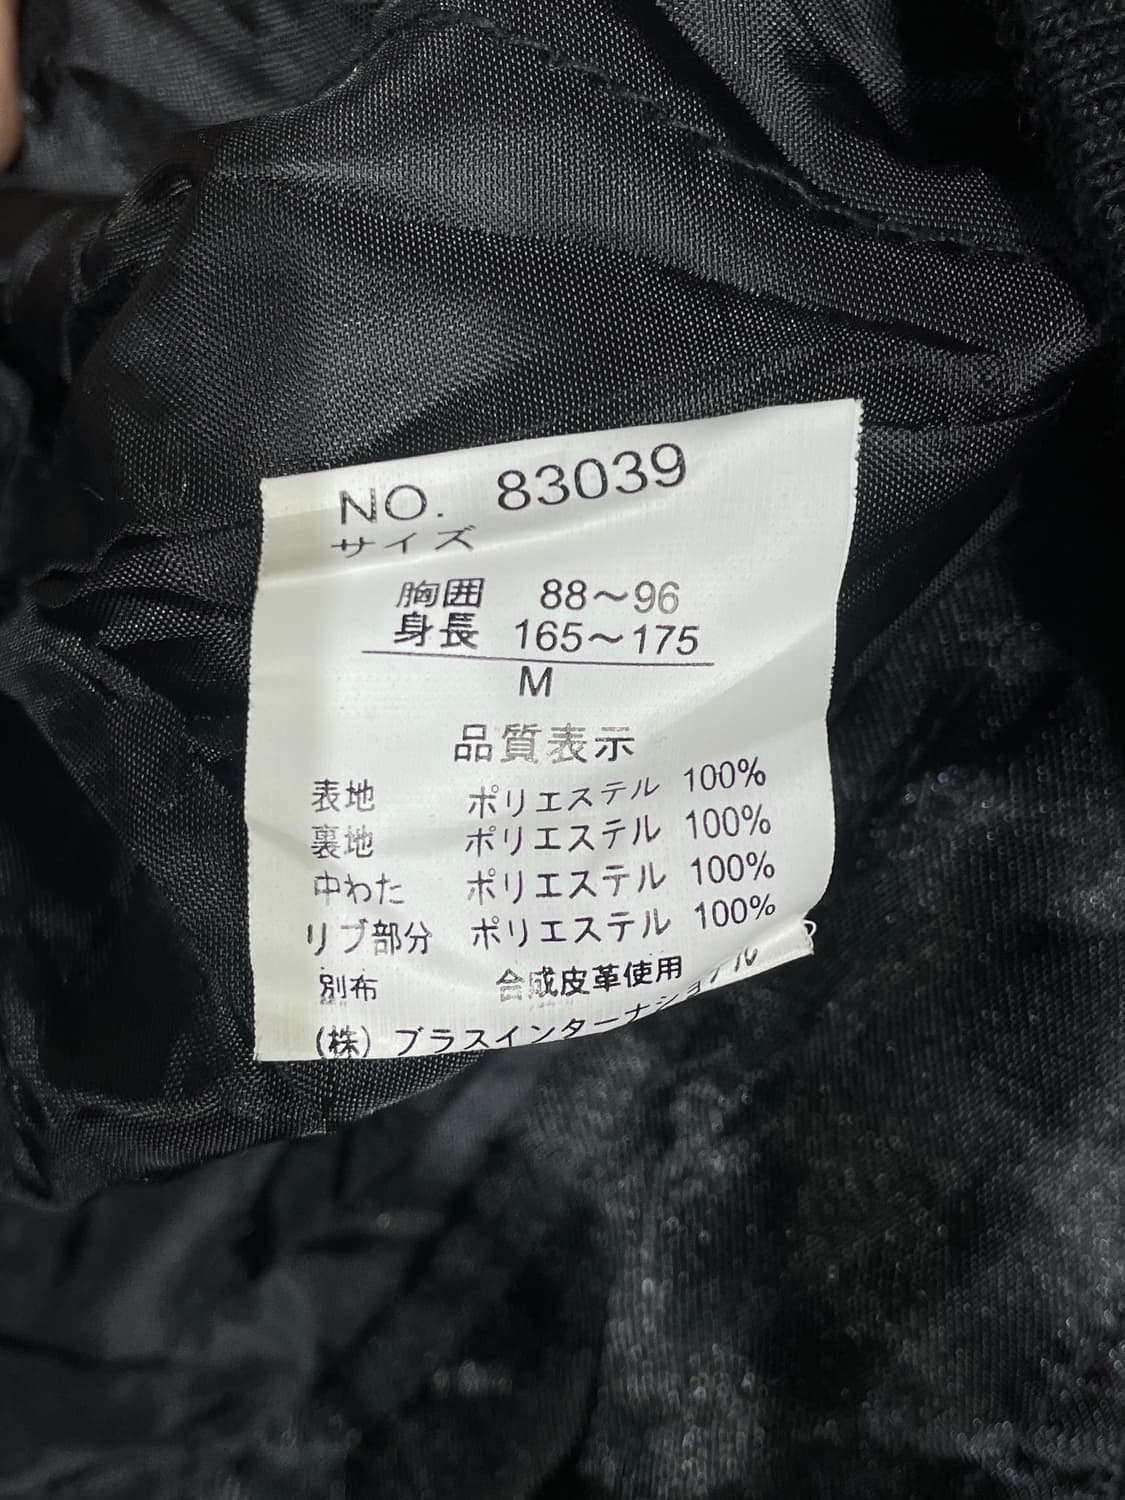 NO. 83039
サイズ
胸囲 88～96
身長 165～175
M
品質表示
表地 ポリエステル 100%
裏地 ポリエステル 100%
中わた ポリエステル 100%
リブ部分 ポリエステル 100%
別布 合成皮革使用
(株) ブラスインターナショナル